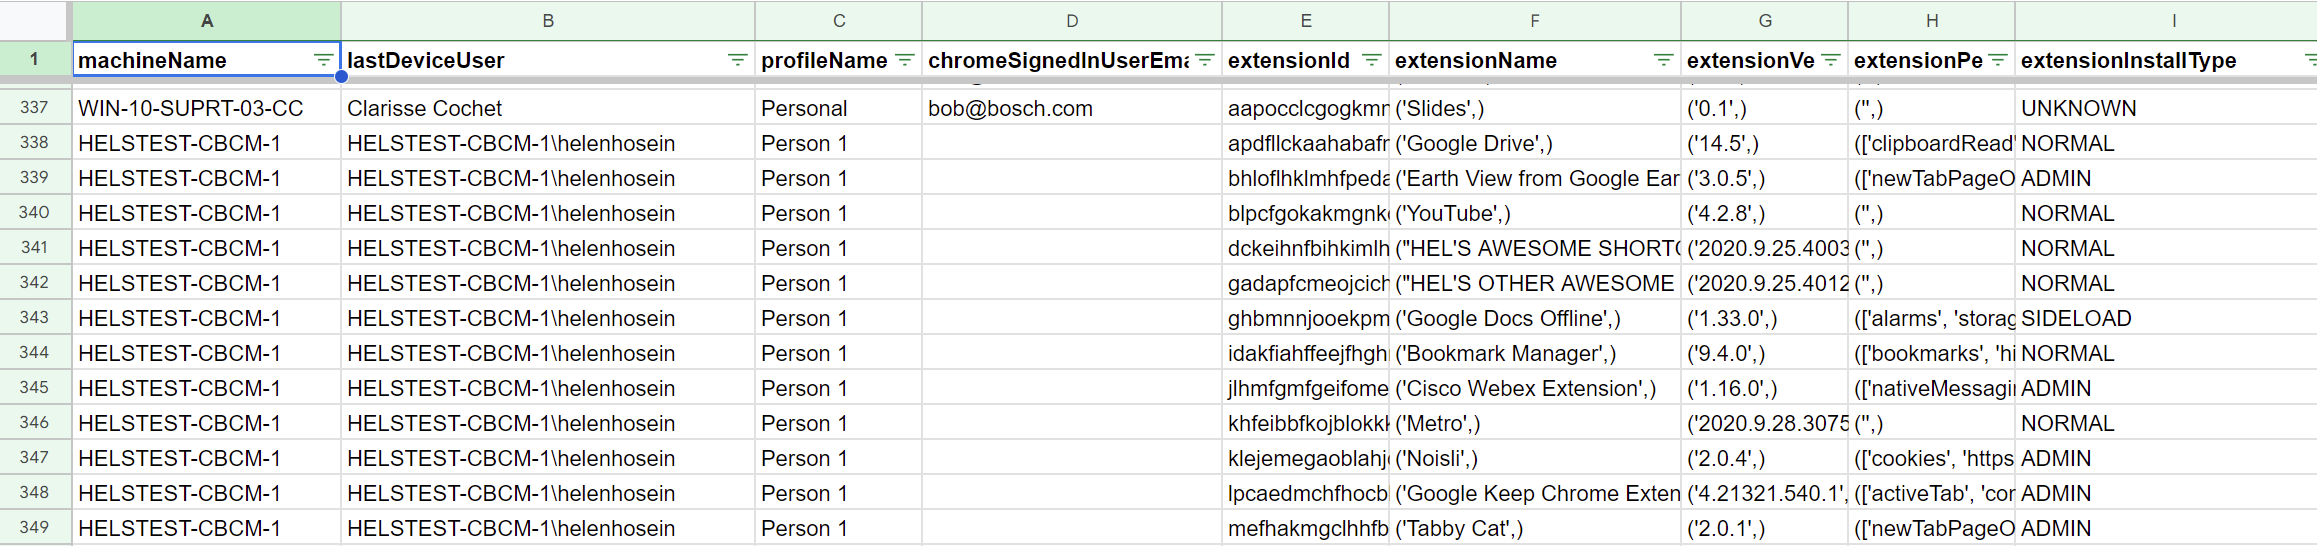 A B C D E F G H I
1 machineName lastDeviceUser profileName chromeSignedInUserEma extensionId extensionName extensionVe extensionPe extensionInstallType
337 WIN-10-SUPRT-03-CC Clarisse Cochet Personal bob@bosch.com aapocclcgogkmn ('Slides',) ('0.1',) ('',) UNKNOWN
338 HELSTEST-CBCM-1 HELSTEST-CBCM-1\helenhosein Person 1 apdfllckaahabafn ('Google Drive',) ('14.5',) (['clipboardRead' NORMAL
339 HELSTEST-CBCM-1 HELSTEST-CBCM-1\helenhosein Person 1 bhloflhklmhfpeda ('Earth View from Google Ear ('3.0.5',) (['newTabPageO ADMIN
340 HELSTEST-CBCM-1 HELSTEST-CBCM-1\helenhosein Person 1 blpcfgokakmgnk ('YouTube',) ('4.2.8',) ('',) NORMAL
341 HELSTEST-CBCM-1 HELSTEST-CBCM-1\helenhosein Person 1 dckeihnfbihkimlh ("HEL'S AWESOME SHORTC ('2020.9.25.4003 ('',) NORMAL
342 HELSTEST-CBCM-1 HELSTEST-CBCM-1\helenhosein Person 1 gadapfcmeojcich ("HEL'S OTHER AWESOME ('2020.9.25.4012 ('',) NORMAL
343 HELSTEST-CBCM-1 HELSTEST-CBCM-1\helenhosein Person 1 ghbmnnjooekpm ('Google Docs Offline',) ('1.33.0',) (['alarms', 'storag SIDELOAD
344 HELSTEST-CBCM-1 HELSTEST-CBCM-1\helenhosein Person 1 idakfiahffeejfhgh ('Bookmark Manager',) ('9.4.0',) (['bookmarks', 'hi NORMAL
345 HELSTEST-CBCM-1 HELSTEST-CBCM-1\helenhosein Person 1 jlhmfgmfgeifome ('Cisco Webex Extension',) ('1.16.0',) (['nativeMessagin ADMIN
346 HELSTEST-CBCM-1 HELSTEST-CBCM-1\helenhosein Person 1 khfeibbfkojblokk ('Metro',) ('2020.9.28.3075 ('',) NORMAL
347 HELSTEST-CBCM-1 HELSTEST-CBCM-1\helenhosein Person 1 klejemegaoblahj ('Noisli',) ('2.0.4',) (['cookies', 'https ADMIN
348 HELSTEST-CBCM-1 HELSTEST-CBCM-1\helenhosein Person 1 lpcaedmchfhocb ('Google Keep Chrome Exten ('4.21321.540.1', (['activeTab', 'cor ADMIN
349 HELSTEST-CBCM-1 HELSTEST-CBCM-1\helenhosein Person 1 mefhakmgclhhfb ('Tabby Cat',) ('2.0.1',) (['newTabPageO ADMIN